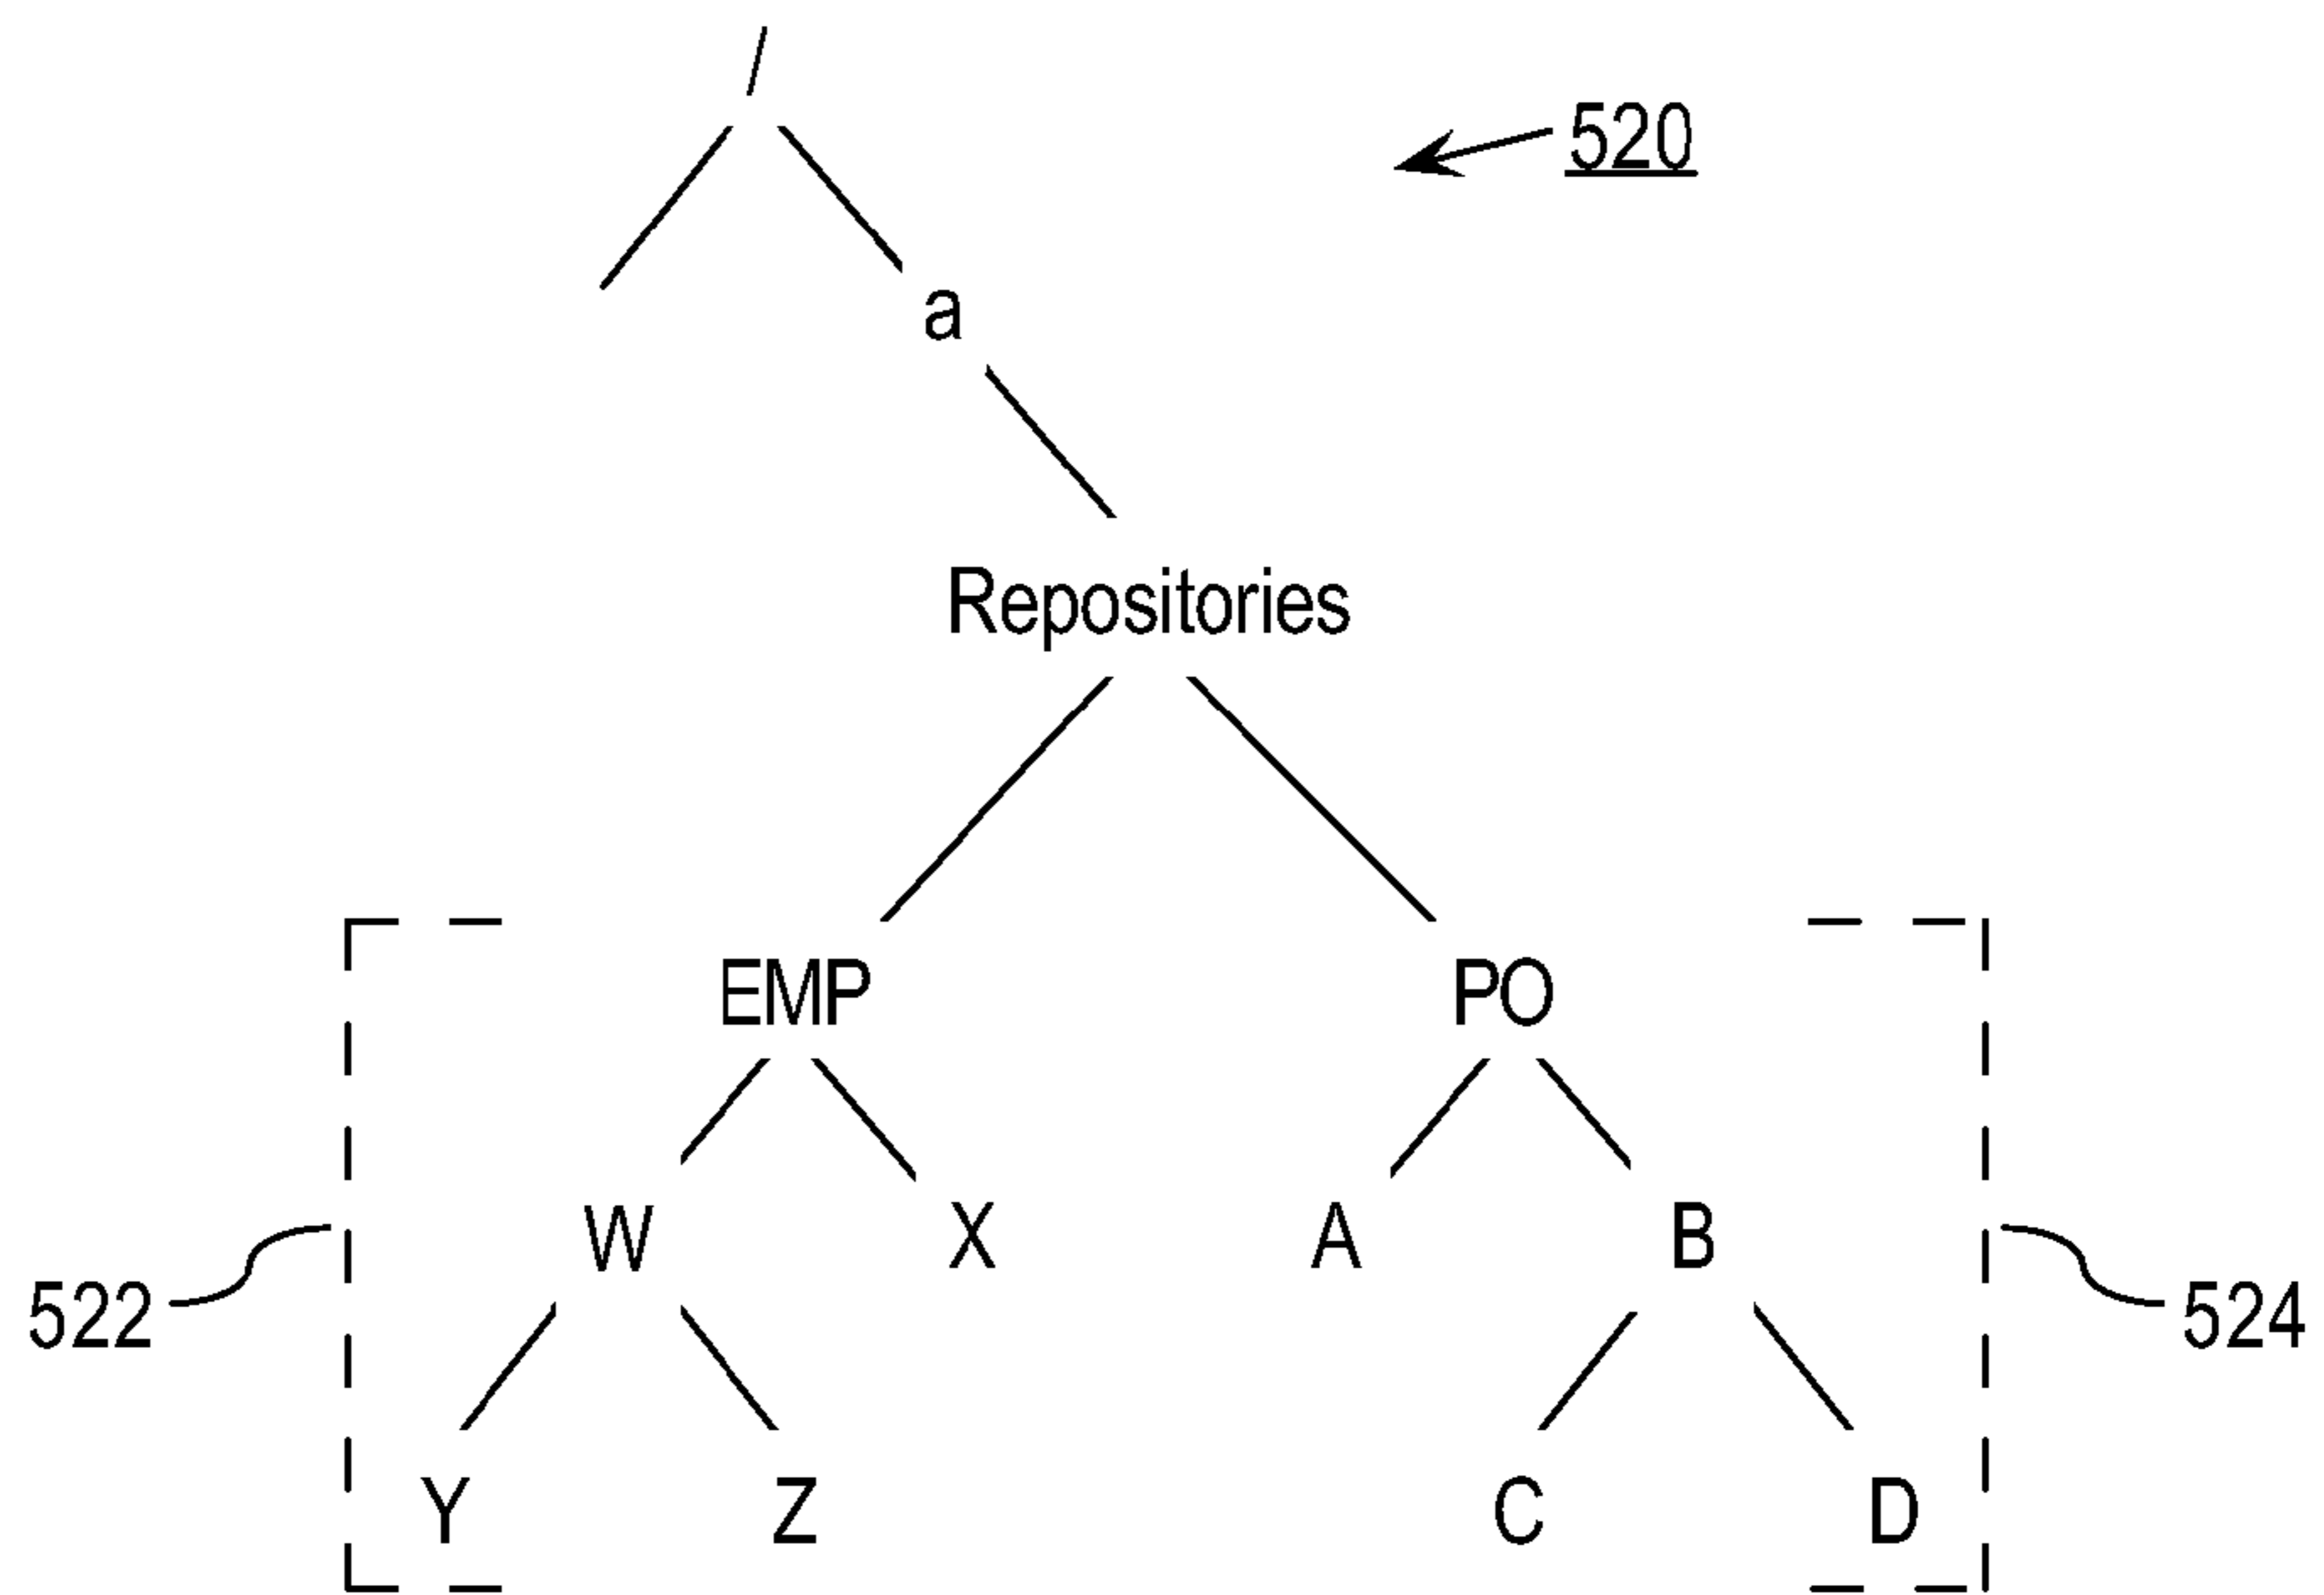 /
520
a
Repositories
EMP PO
W X A B
522 524
Y Z C D